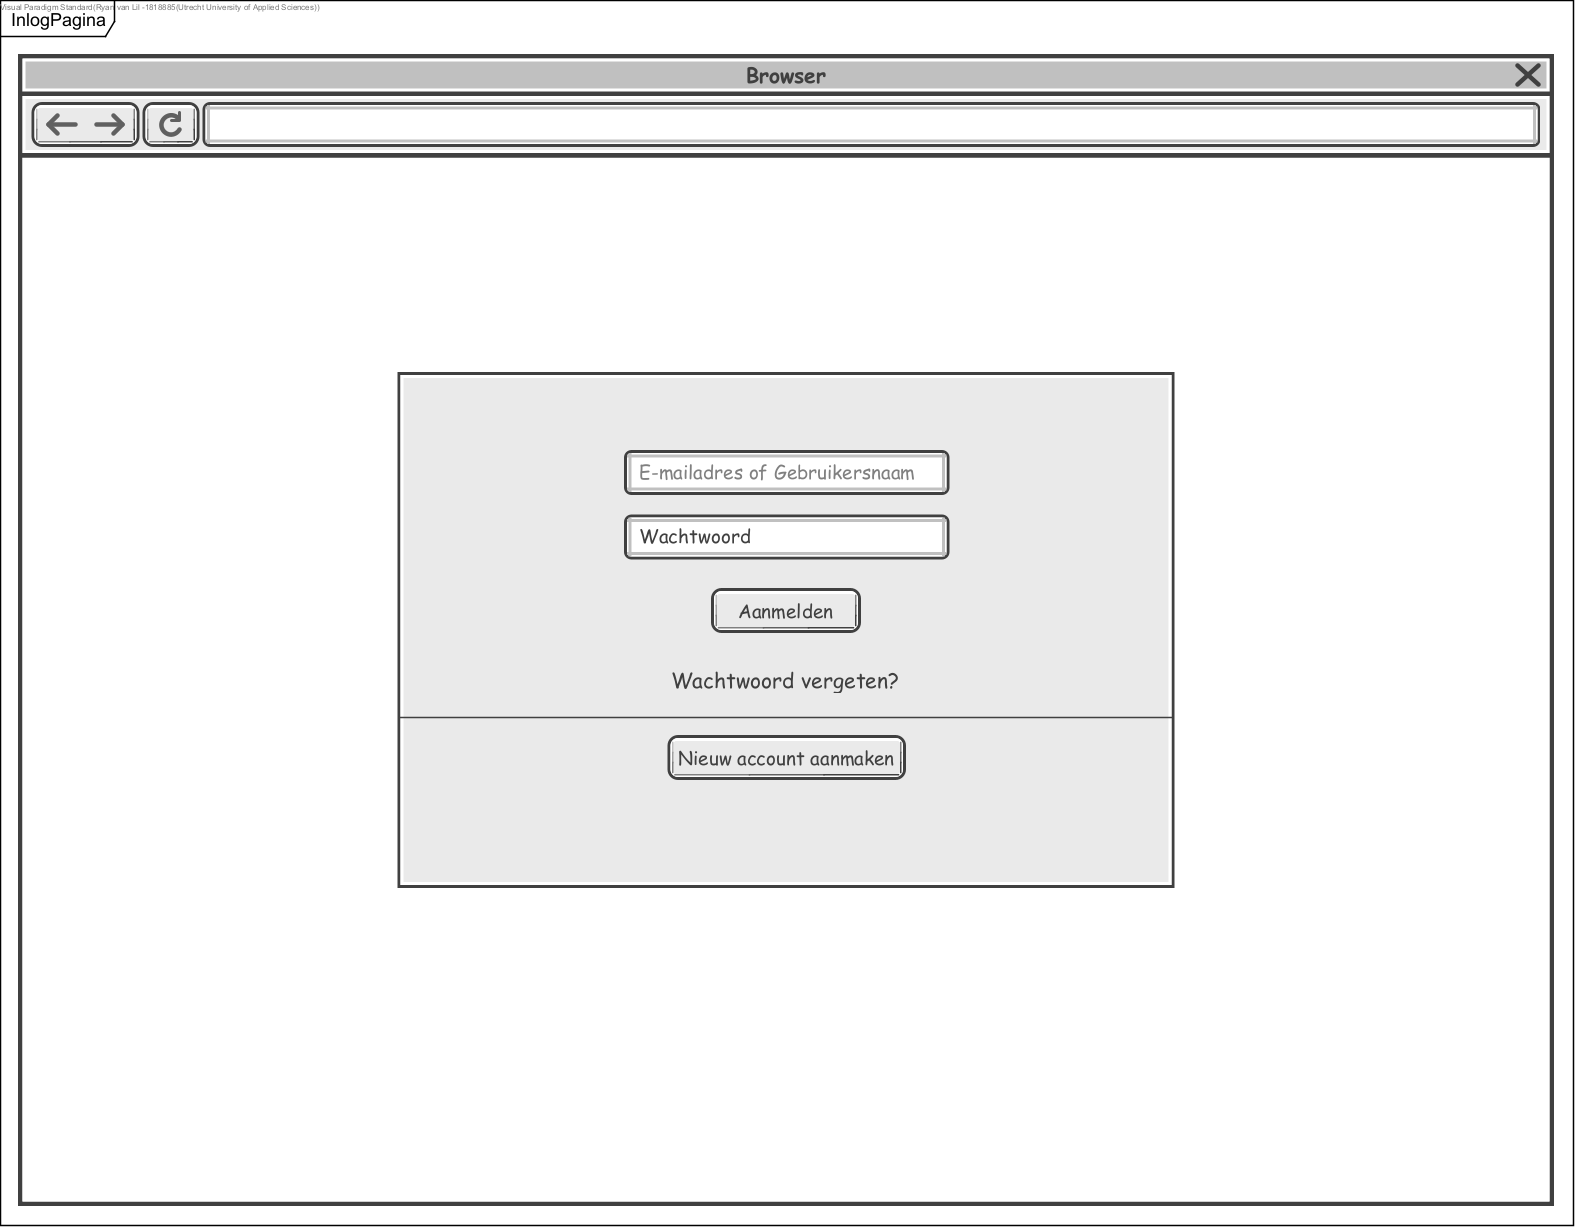 Visual Paradigm Standard(Ryan van Lil -1818885(Utrecht University of Applied Sciences))
InlogPagina
Browser
E-mailadres of Gebruikersnaam
Wachtwoord
Aanmelden
Wachtwoord vergeten?
Nieuw account aanmaken